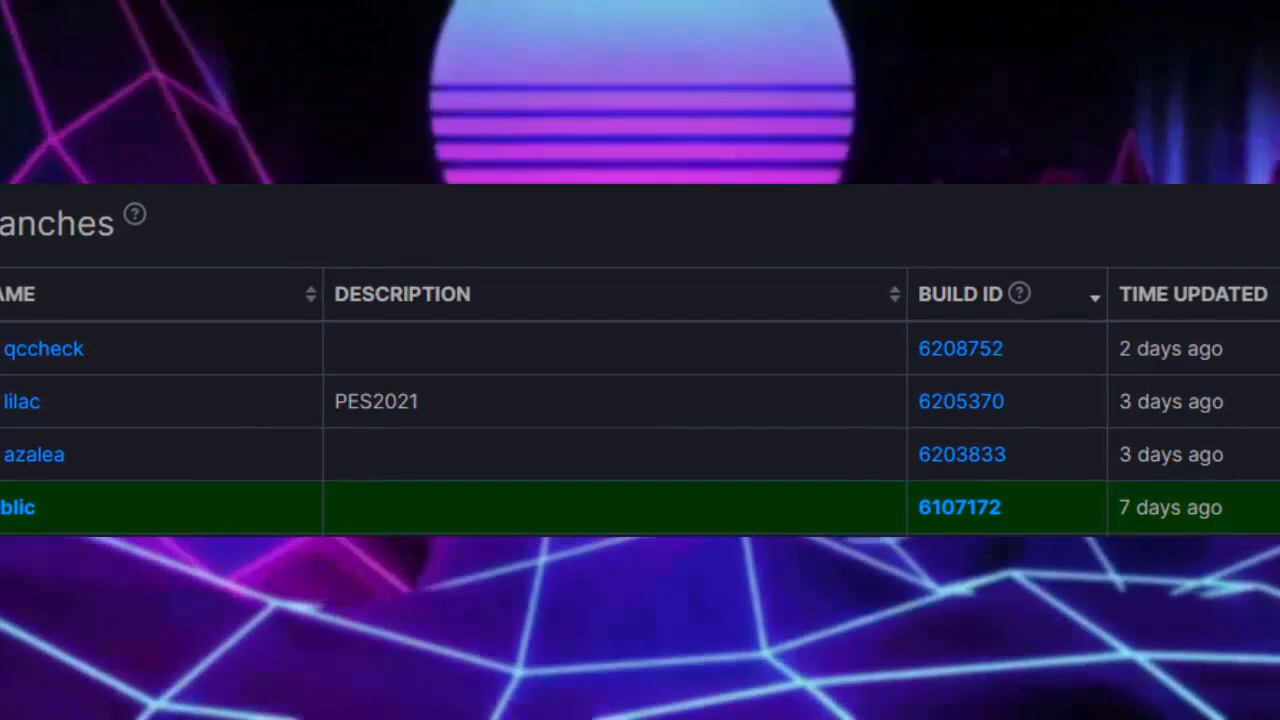 anches ?
AME DESCRIPTION BUILD ID ? TIME UPDATED
qccheck 6208752 2 days ago
lilac PES2021 6205370 3 days ago
azalea 6203833 3 days ago
blic 6107172 7 days ago